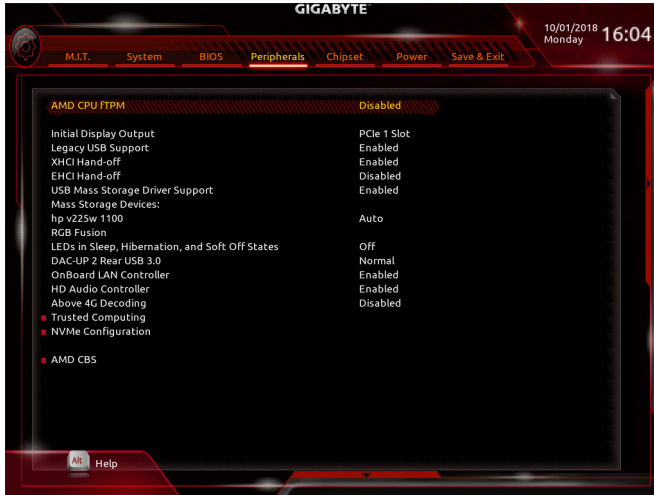 GIGABYTE
10/01/2018 16:04
Monday
M.I.T. System BIOS Peripherals Chipset Power Save & Exit
AMD CPU fTPM Disabled
Initial Display Output PCIe 1 Slot
Legacy USB Support Enabled
XHCI Hand-off Enabled
EHCI Hand-off Disabled
USB Mass Storage Driver Support Enabled
Mass Storage Devices:
hp v225w 1100 Auto
RGB Fusion
LEDs in Sleep, Hibernation, and Soft Off States Off
DAC-UP 2 Rear USB 3.0 Normal
OnBoard LAN Controller Enabled
HD Audio Controller Enabled
Above 4G Decoding Disabled
Trusted Computing
NVMe Configuration
AMD CBS
Alt Help